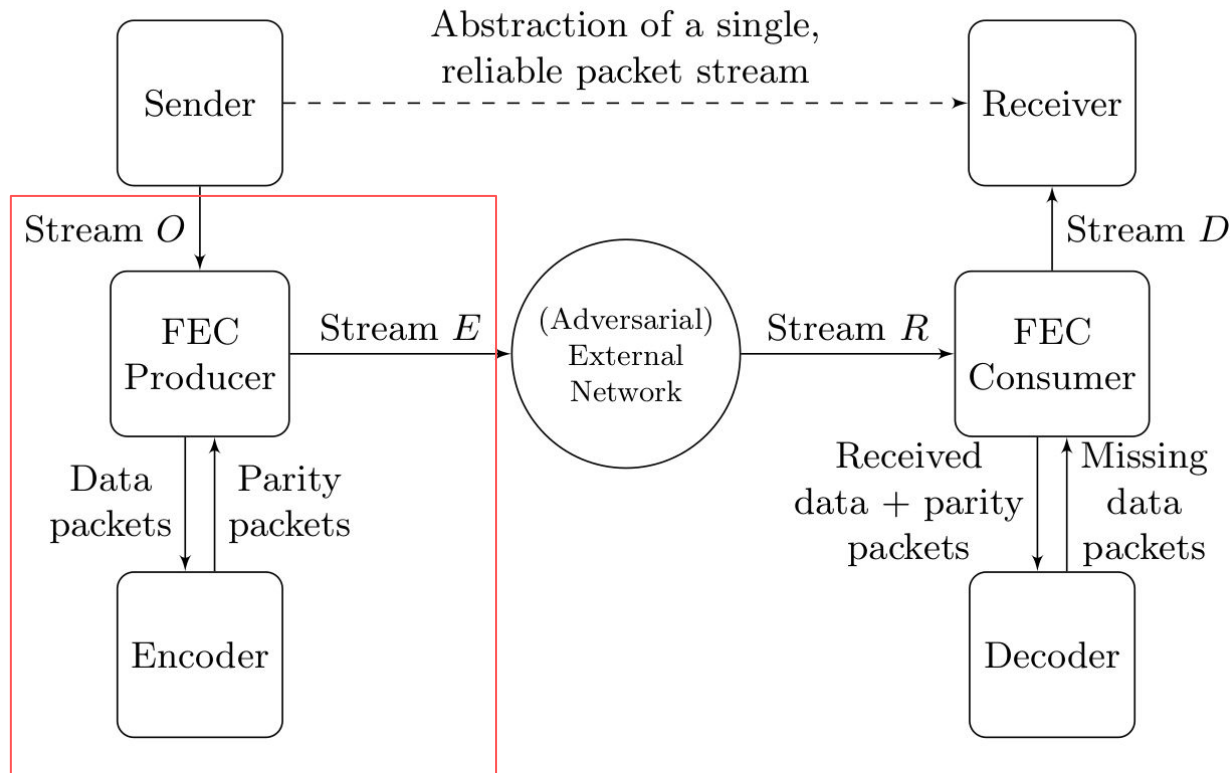 Abstraction of a single,
reliable packet stream
Sender
Receiver
Stream O
Stream D
FEC
Producer
Stream E
(Adversarial)
External
Network
Stream R
FEC
Consumer
Data
packets
Parity
packets
Received
data + parity
packets
Missing
data
packets
Encoder
Decoder